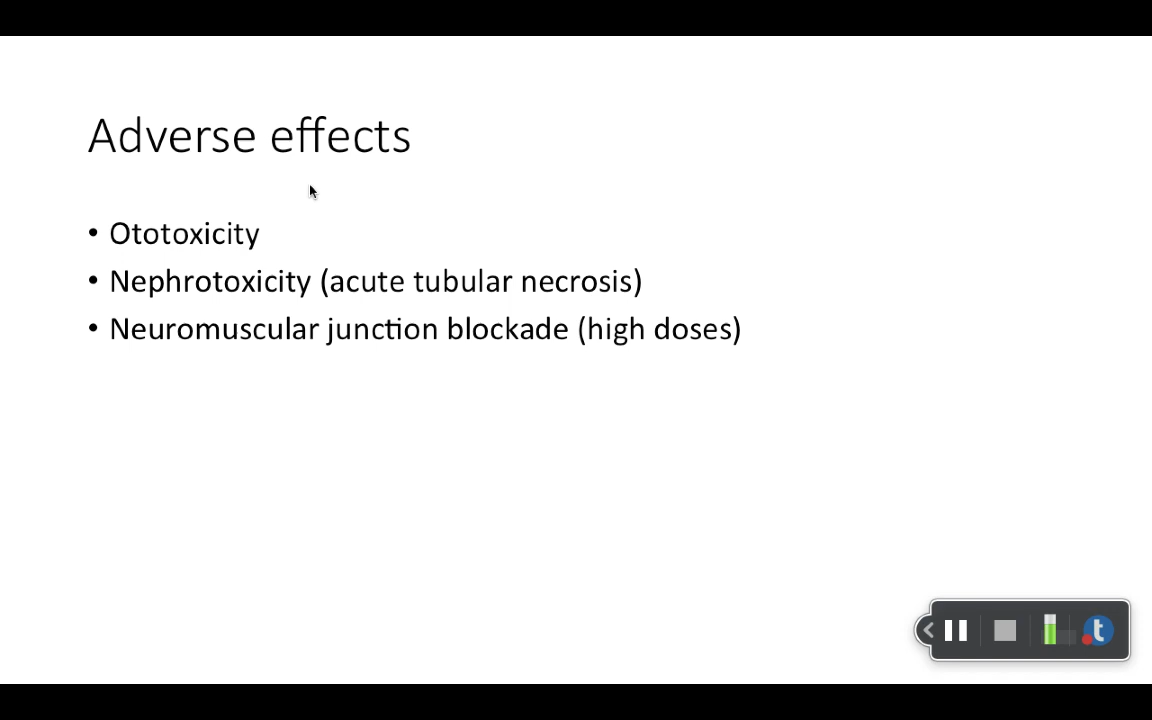 Adverse effects
• Ototoxicity
• Nephrotoxicity (acute tubular necrosis)
• Neuromuscular junction blockade (high doses)
t